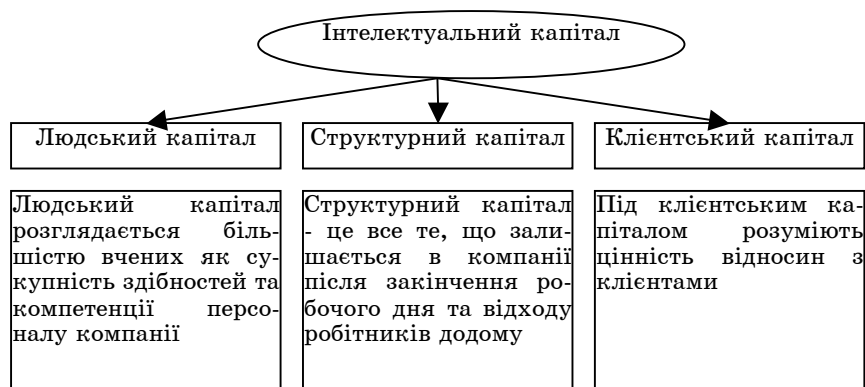 Інтелектуальний капітал
Людський капітал
Структурний капітал
Клієнтський капітал
Людський капітал
розглядається біль-
шістю вчених як су-
купність здібностей та
компетенції персо-
налу компанії
Структурний капітал
- це все те, що зали-
шається в компанії
після закінчення ро-
бочого дня та відходу
робітників додому
Під клієнтським ка-
піталом розуміють
цінність відносин з
клієнтами